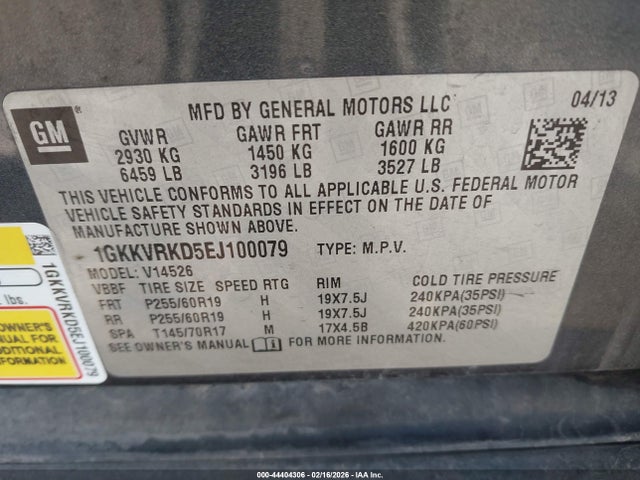 GM ®
MFD BY GENERAL MOTORS LLC 04/13
GVWR GAWR FRT GAWR RR
2930 KG 1450 KG 1600 KG
6459 LB 3196 LB 3527 LB
THIS VEHICLE CONFORMS TO ALL APPLICABLE U.S. FEDERAL MOTOR
VEHICLE SAFETY STANDARDS IN EFFECT ON THE DATE OF
MANUFACTURE SHOWN ABOVE.
1GKKVRKD5EJ100079 TYPE: M.P.V.
MODEL: V14526
VBBF TIRE SIZE SPEED RTG RIM COLD TIRE PRESSURE
FRT P255/60R19 H 19X7.5J 240KPA(35PSI)
RR P255/60R19 H 19X7.5J 240KPA(35PSI)
SPA T145/70R17 M 17X4.5B 420KPA(60PSI)
SEE OWNER'S MANUAL FOR MORE INFORMATION.
lbs.
OWNER'S
MANUAL FOR
ADDITIONAL
FORMATION
1GKKVRKD5EJ100079
000-44404306 - 02/16/2026 - IAA Inc.